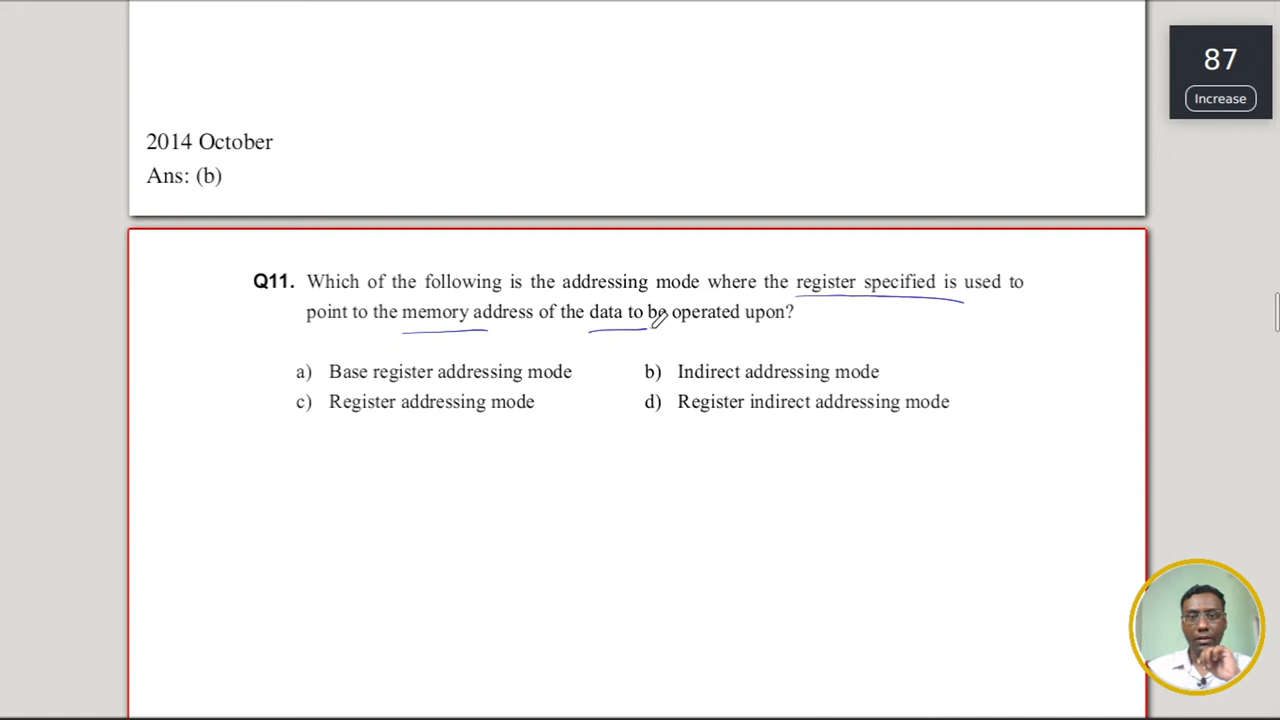 87
Increase
2014 October
Ans: (b)
Q11. Which of the following is the addressing mode where the register specified is used to
point to the memory address of the data to be operated upon?
a) Base register addressing mode b) Indirect addressing mode
c) Register addressing mode d) Register indirect addressing mode